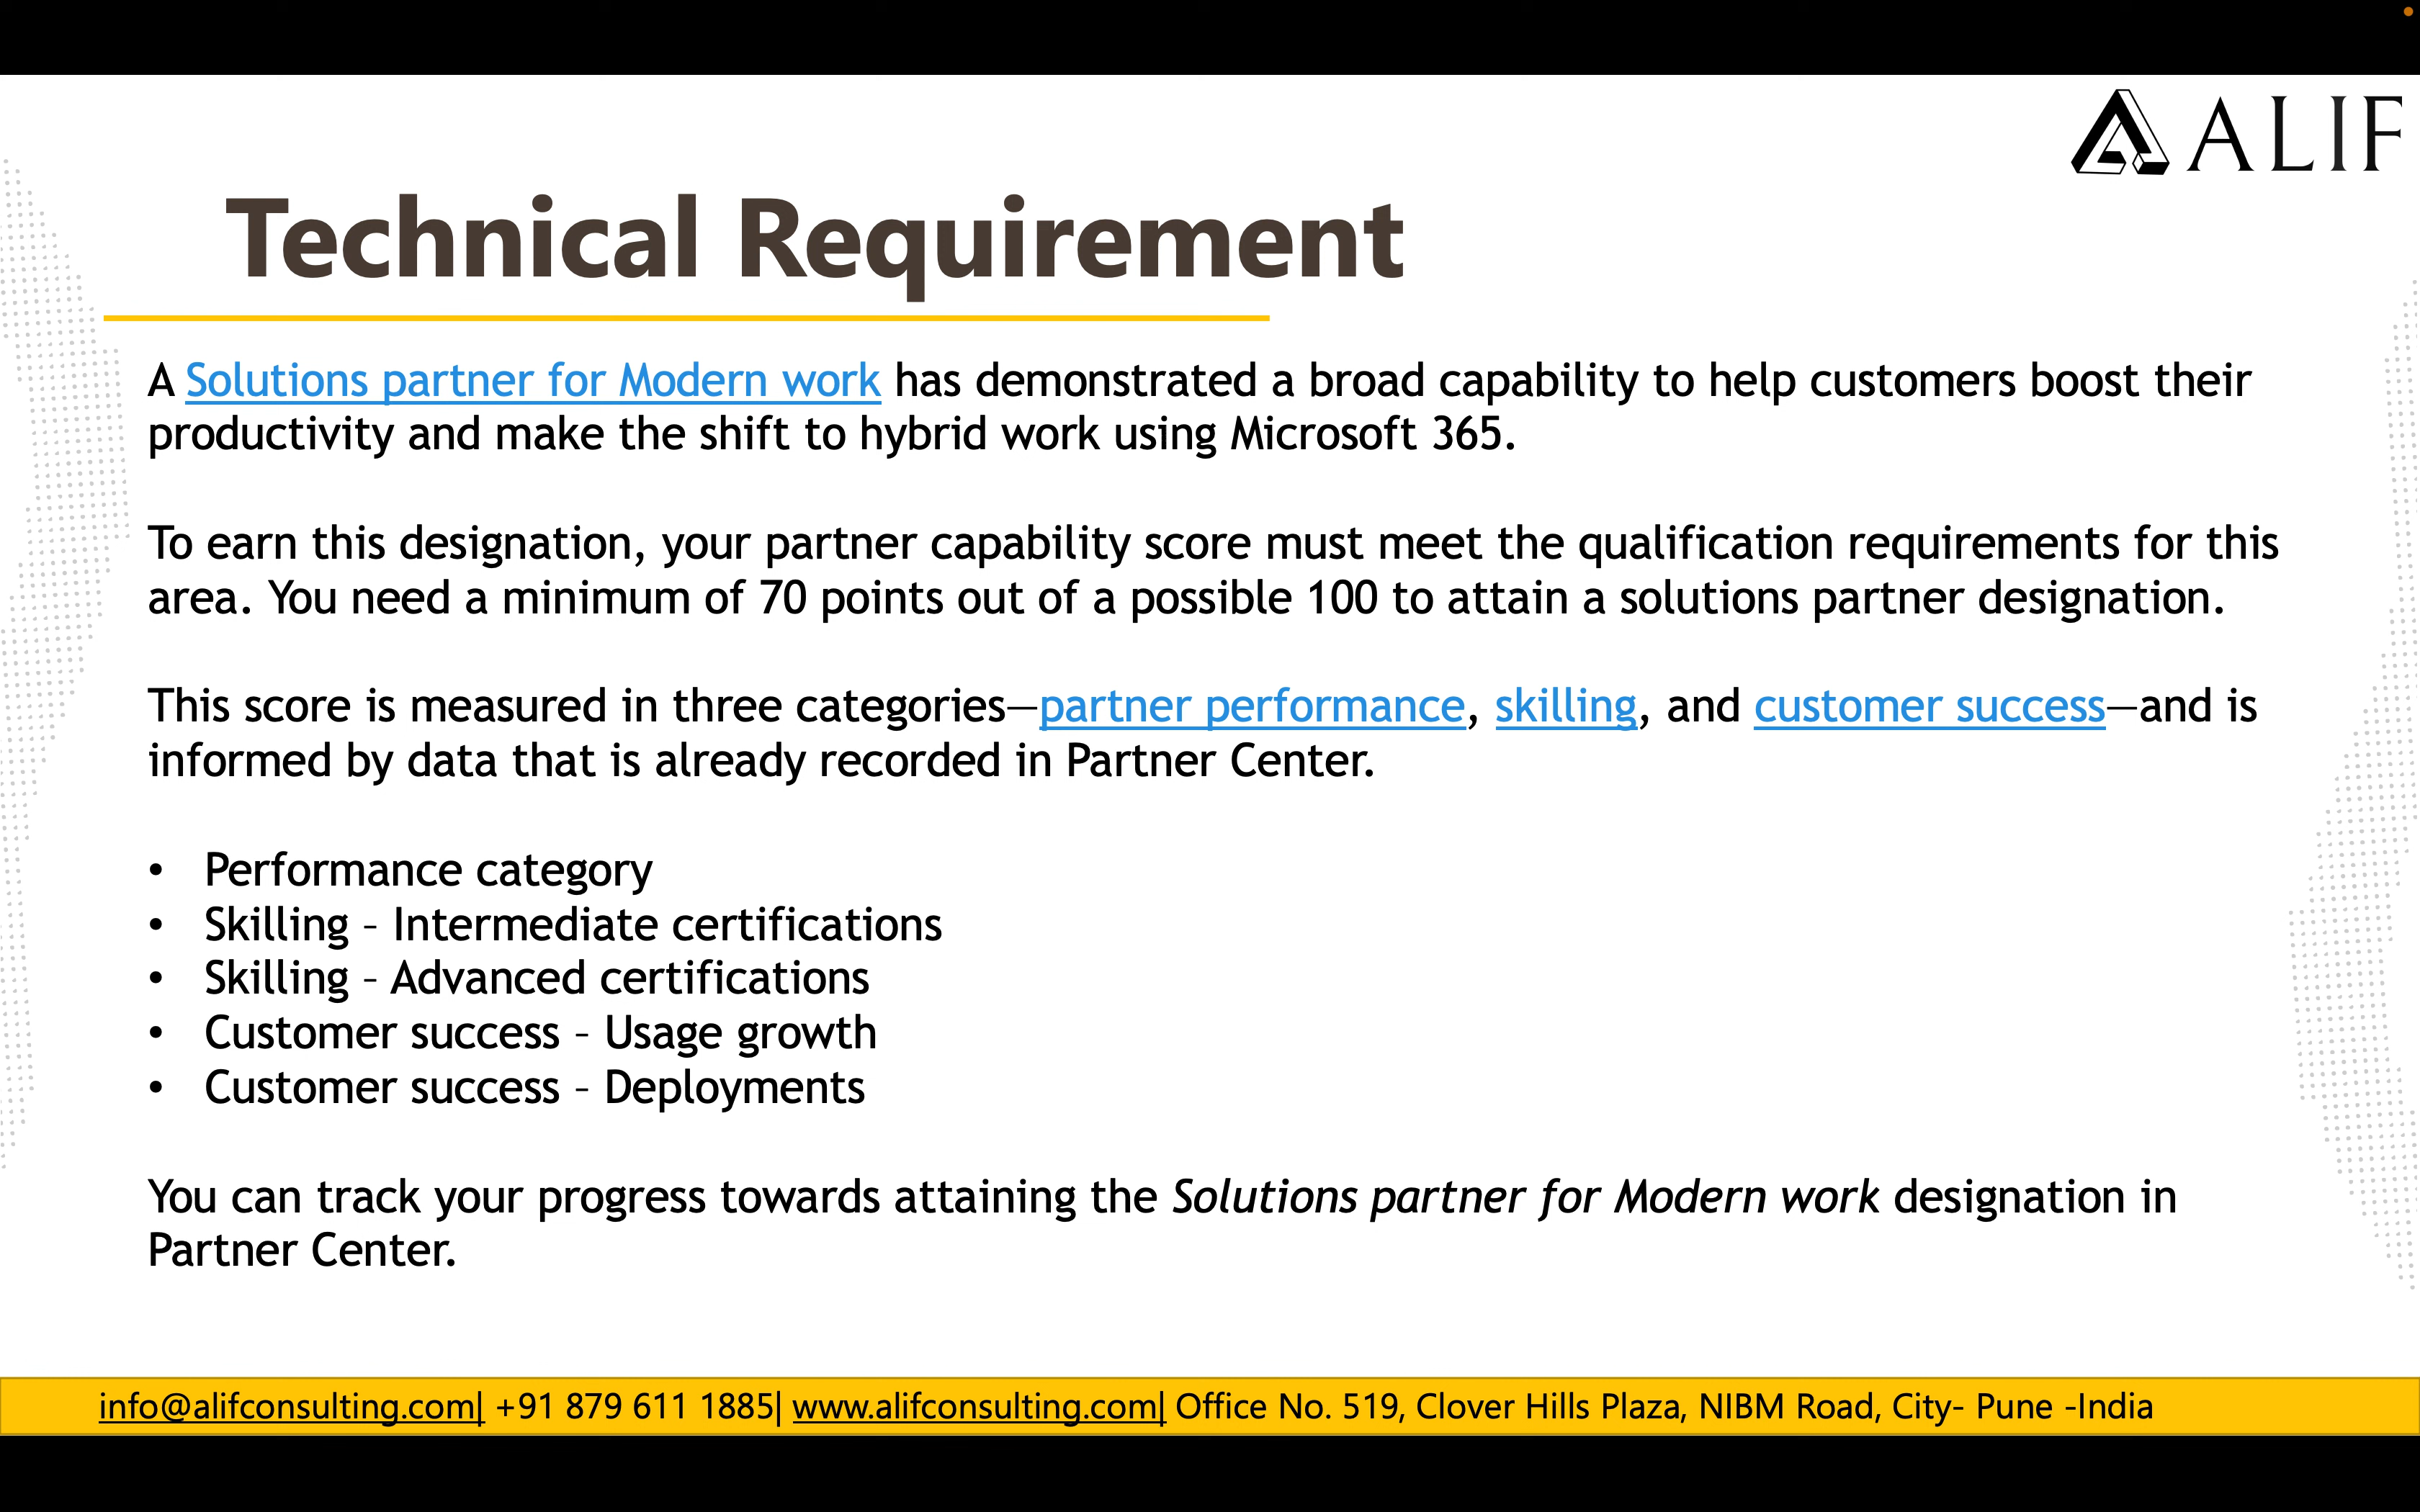 ALIF
Technical Requirement
A Solutions partner for Modern work has demonstrated a broad capability to help customers boost their
productivity and make the shift to hybrid work using Microsoft 365.
To earn this designation, your partner capability score must meet the qualification requirements for this
area. You need a minimum of 70 points out of a possible 100 to attain a solutions partner designation.
This score is measured in three categories—partner performance, skilling, and customer success—and is
informed by data that is already recorded in Partner Center.
• Performance category
• Skilling – Intermediate certifications
• Skilling – Advanced certifications
• Customer success – Usage growth
• Customer success – Deployments
You can track your progress towards attaining the Solutions partner for Modern work designation in
Partner Center.
info@alifconsulting.com| +91 879 611 1885| www.alifconsulting.com| Office No. 519, Clover Hills Plaza, NIBM Road, City- Pune -India